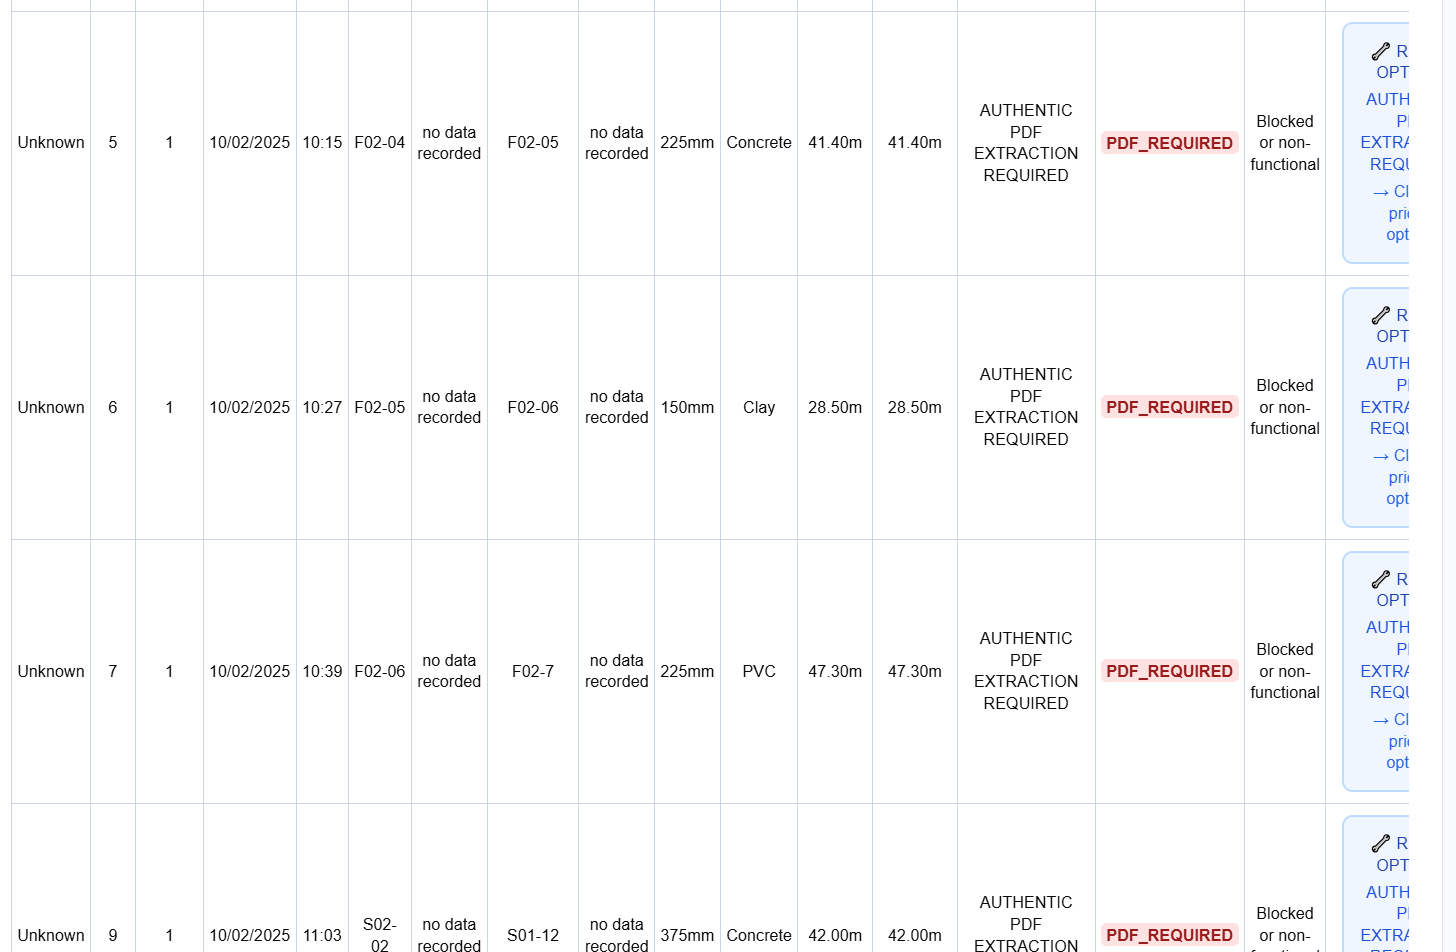 Unknown 5 1 10/02/2025 10:15 F02-04 no data recorded F02-05 no data recorded 225mm Concrete 41.40m 41.40m AUTHENTIC PDF EXTRACTION REQUIRED PDF_REQUIRED Blocked or non-functional
R
OPT
AUTH
P
EXTRA
REQU
→ Cl
pric
opt
Unknown 6 1 10/02/2025 10:27 F02-05 no data recorded F02-06 no data recorded 150mm Clay 28.50m 28.50m AUTHENTIC PDF EXTRACTION REQUIRED PDF_REQUIRED Blocked or non-functional
R
OPT
AUTH
P
EXTRA
REQU
→ Cl
pric
opt
Unknown 7 1 10/02/2025 10:39 F02-06 no data recorded F02-7 no data recorded 225mm PVC 47.30m 47.30m AUTHENTIC PDF EXTRACTION REQUIRED PDF_REQUIRED Blocked or non-functional
R
OPT
AUTH
P
EXTRA
REQU
→ Cl
pric
opt
Unknown 9 1 10/02/2025 11:03 S02-02 no data recorded S01-12 no data recorded 375mm Concrete 42.00m 42.00m AUTHENTIC PDF EXTRACTION PDF_REQUIRED Blocked or non-
R
OPT
AUTH
P
EXTRA